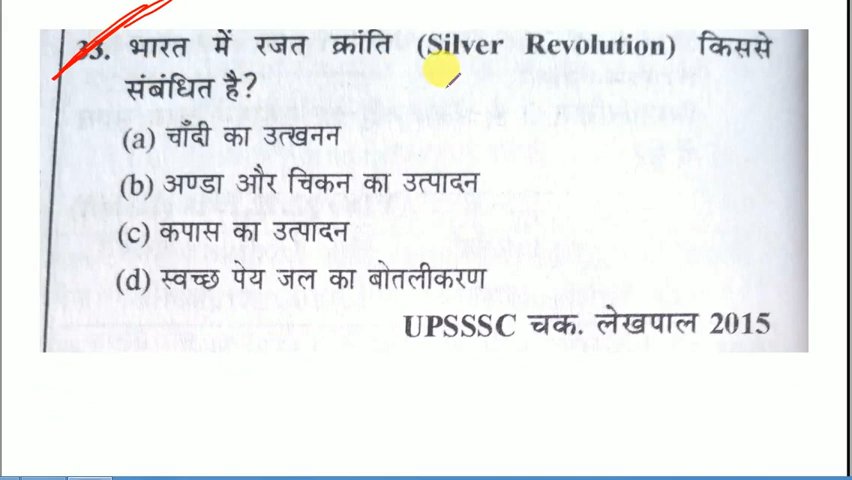 33. भारत में रजत क्रांति (Silver Revolution) किससे
संबंधित है?
(a) चाँदी का उत्खनन
(b) अण्डा और चिकन का उत्पादन
(c) कपास का उत्पादन
(d) स्वच्छ पेय जल का बोतलीकरण
UPSSSC चक. लेखपाल 2015